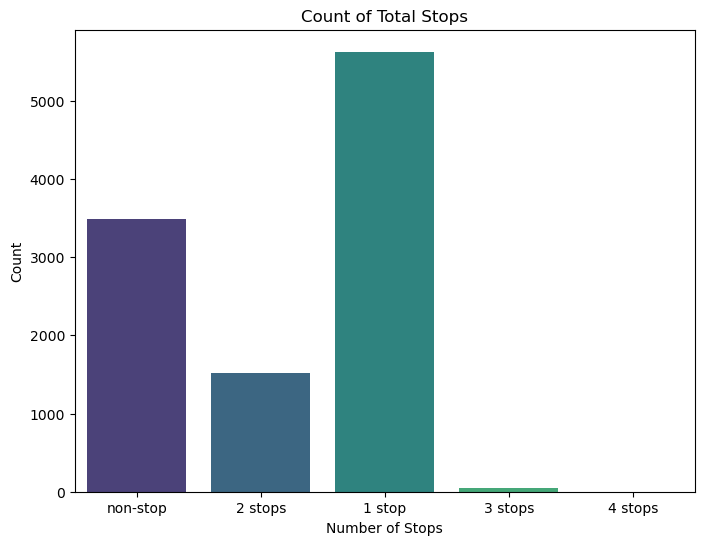 Count of Total Stops
5000
4000
3000
2000
1000
0
Count
non-stop
2 stops
1 stop
3 stops
4 stops
Number of Stops